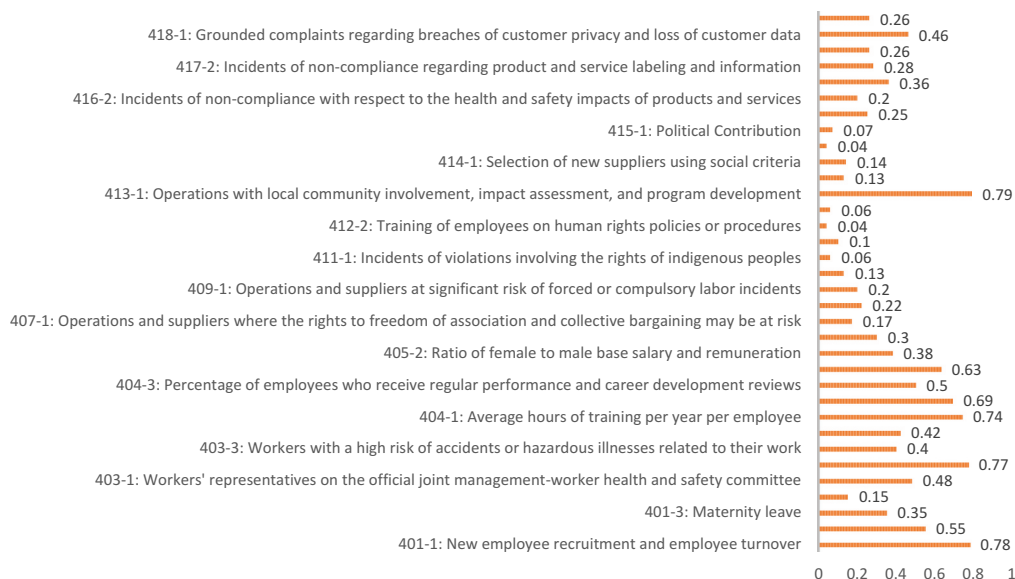 0.26
418-1: Grounded complaints regarding breaches of customer privacy and loss of customer data 0.46
0.26
417-2: Incidents of non-compliance regarding product and service labeling and information 0.28
0.36
416-2: Incidents of non-compliance with respect to the health and safety impacts of products and services 0.2
0.25
415-1: Political Contribution 0.07
0.04
414-1: Selection of new suppliers using social criteria 0.14
0.13
413-1: Operations with local community involvement, impact assessment, and program development 0.79
0.06
412-2: Training of employees on human rights policies or procedures 0.04
0.1
411-1: Incidents of violations involving the rights of indigenous peoples 0.06
0.13
409-1: Operations and suppliers at significant risk of forced or compulsory labor incidents 0.2
0.22
407-1: Operations and suppliers where the rights to freedom of association and collective bargaining may be at risk 0.17
0.3
405-2: Ratio of female to male base salary and remuneration 0.38
0.63
404-3: Percentage of employees who receive regular performance and career development reviews 0.5
0.69
404-1: Average hours of training per year per employee 0.74
0.42
403-3: Workers with a high risk of accidents or hazardous illnesses related to their work 0.4
0.77
403-1: Workers' representatives on the official joint management-worker health and safety committee 0.48
0.15
401-3: Maternity leave 0.35
0.55
401-1: New employee recruitment and employee turnover 0.78
0 0.2 0.4 0.6 0.8 1